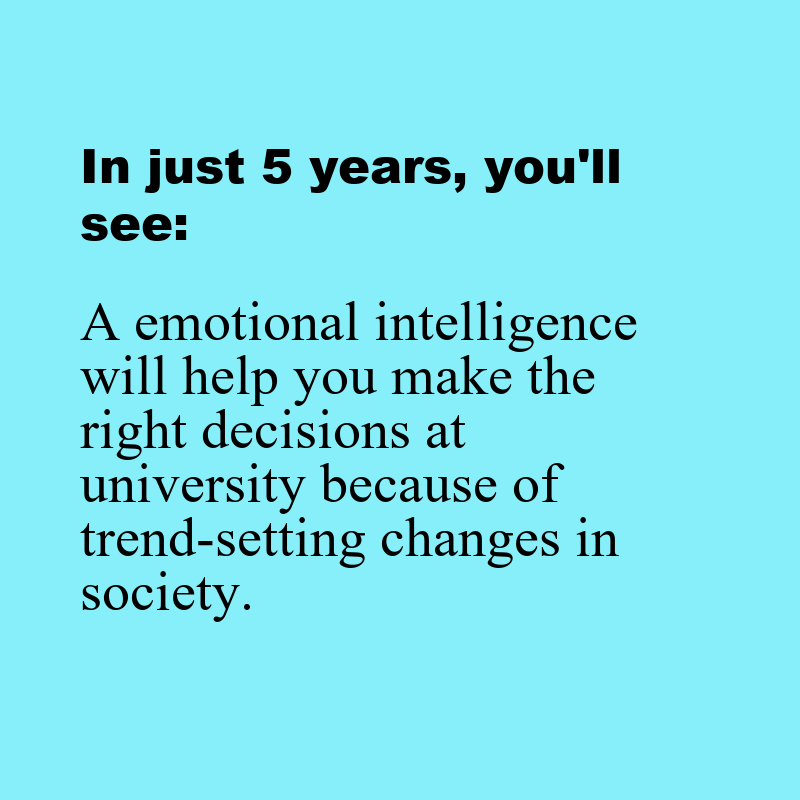 In just 5 years, you'll
see:
A emotional intelligence
will help you make the
right decisions at
university because of
trend-setting changes in
society.